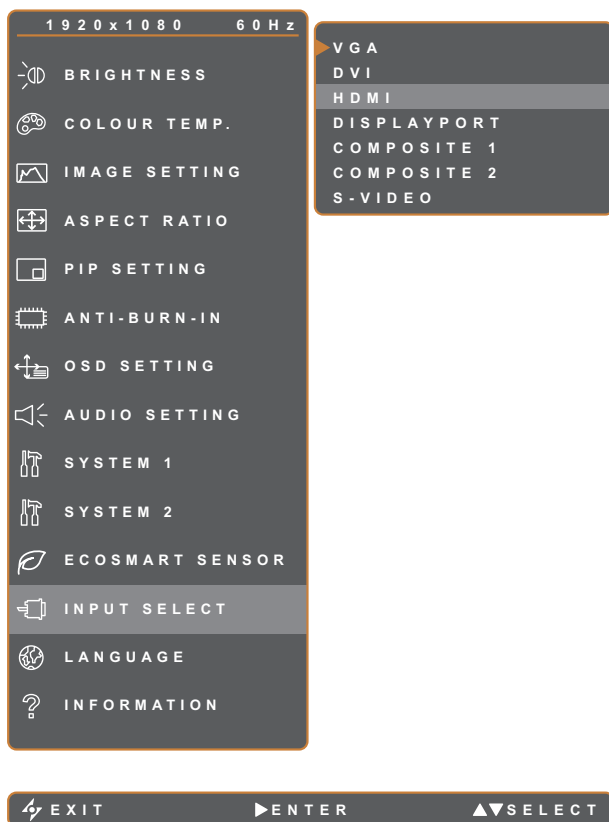 1920x1080 60Hz
BRIGHTNESS
COLOUR TEMP.
IMAGE SETTING
ASPECT RATIO
PIP SETTING
ANTI-BURN-IN
OSD SETTING
AUDIO SETTING
SYSTEM 1
SYSTEM 2
ECOSMART SENSOR
INPUT SELECT
LANGUAGE
INFORMATION
VGA
DVI
HDMI
DISPLAYPORT
COMPOSITE 1
COMPOSITE 2
S-VIDEO
EXIT ENTER SELECT